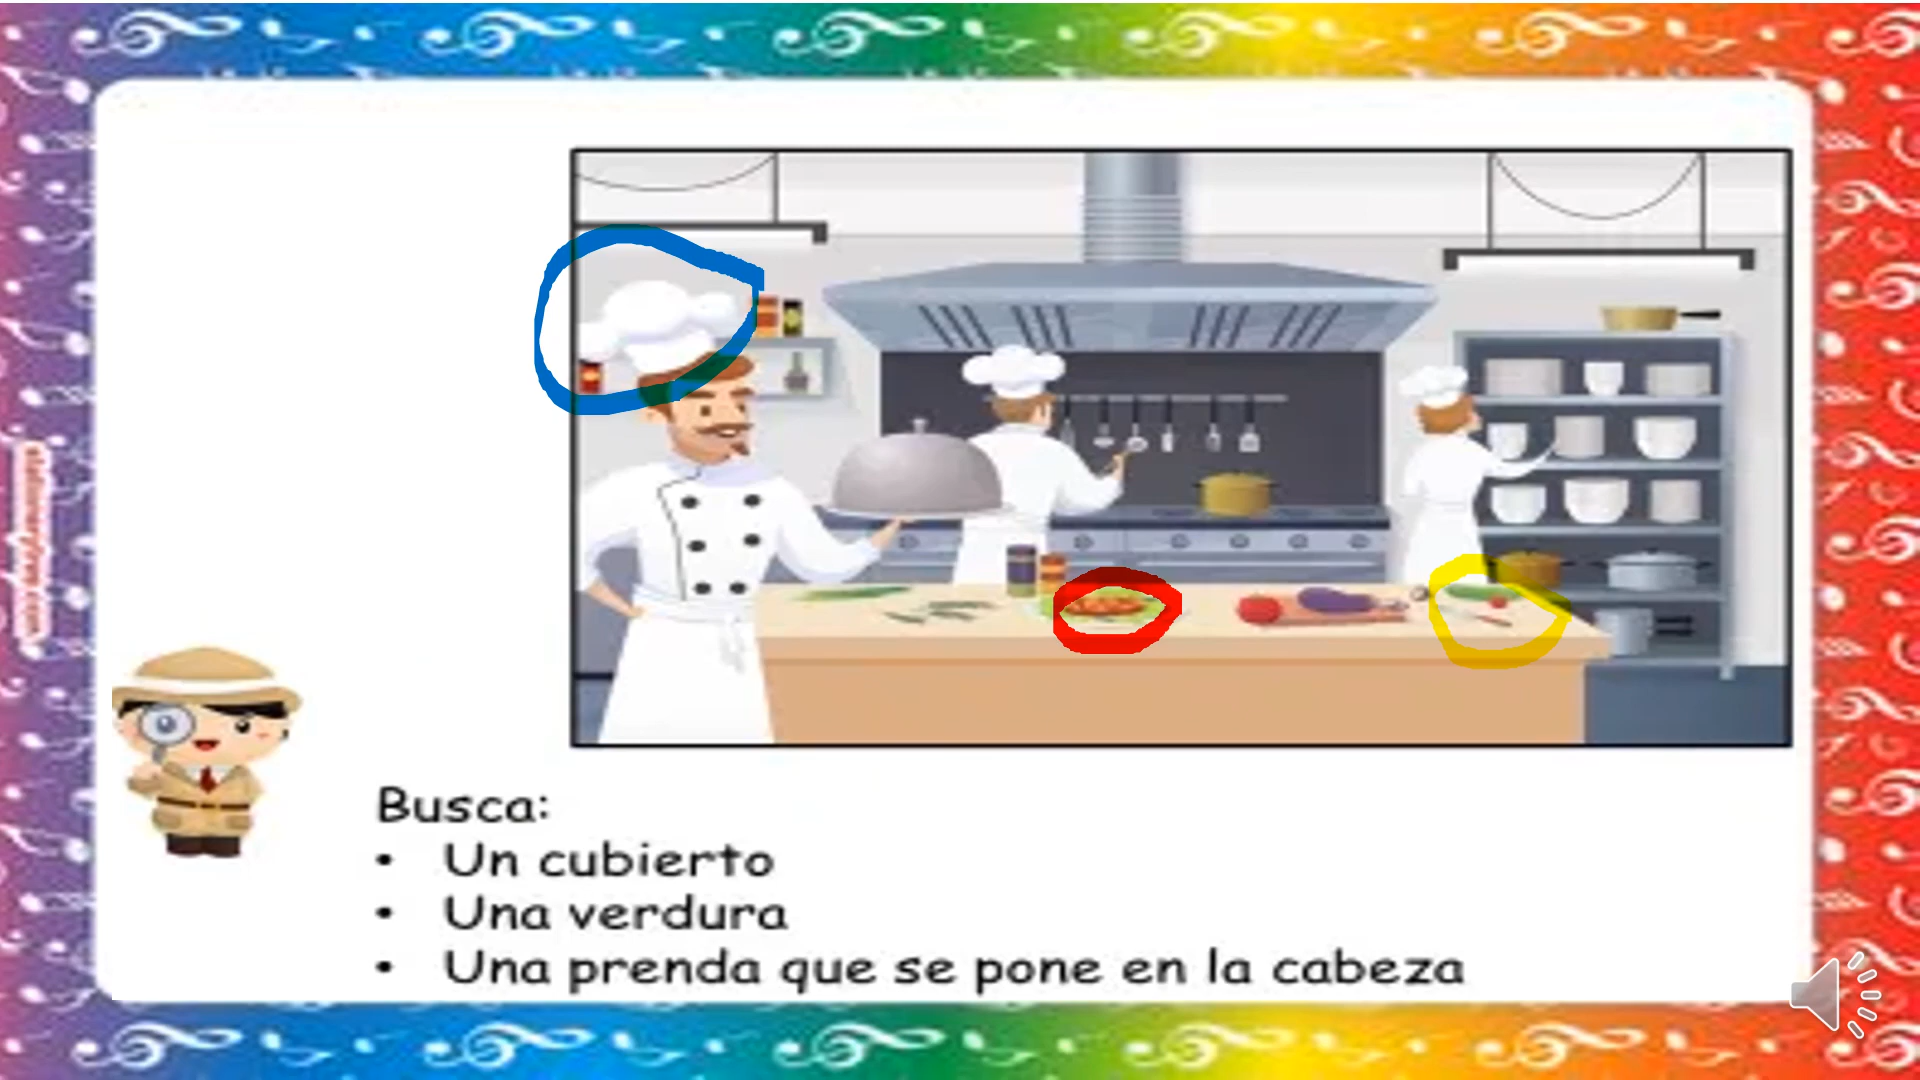 Busca:
• Un cubierto
• Una verdura
• Una prenda que se pone en la cabeza